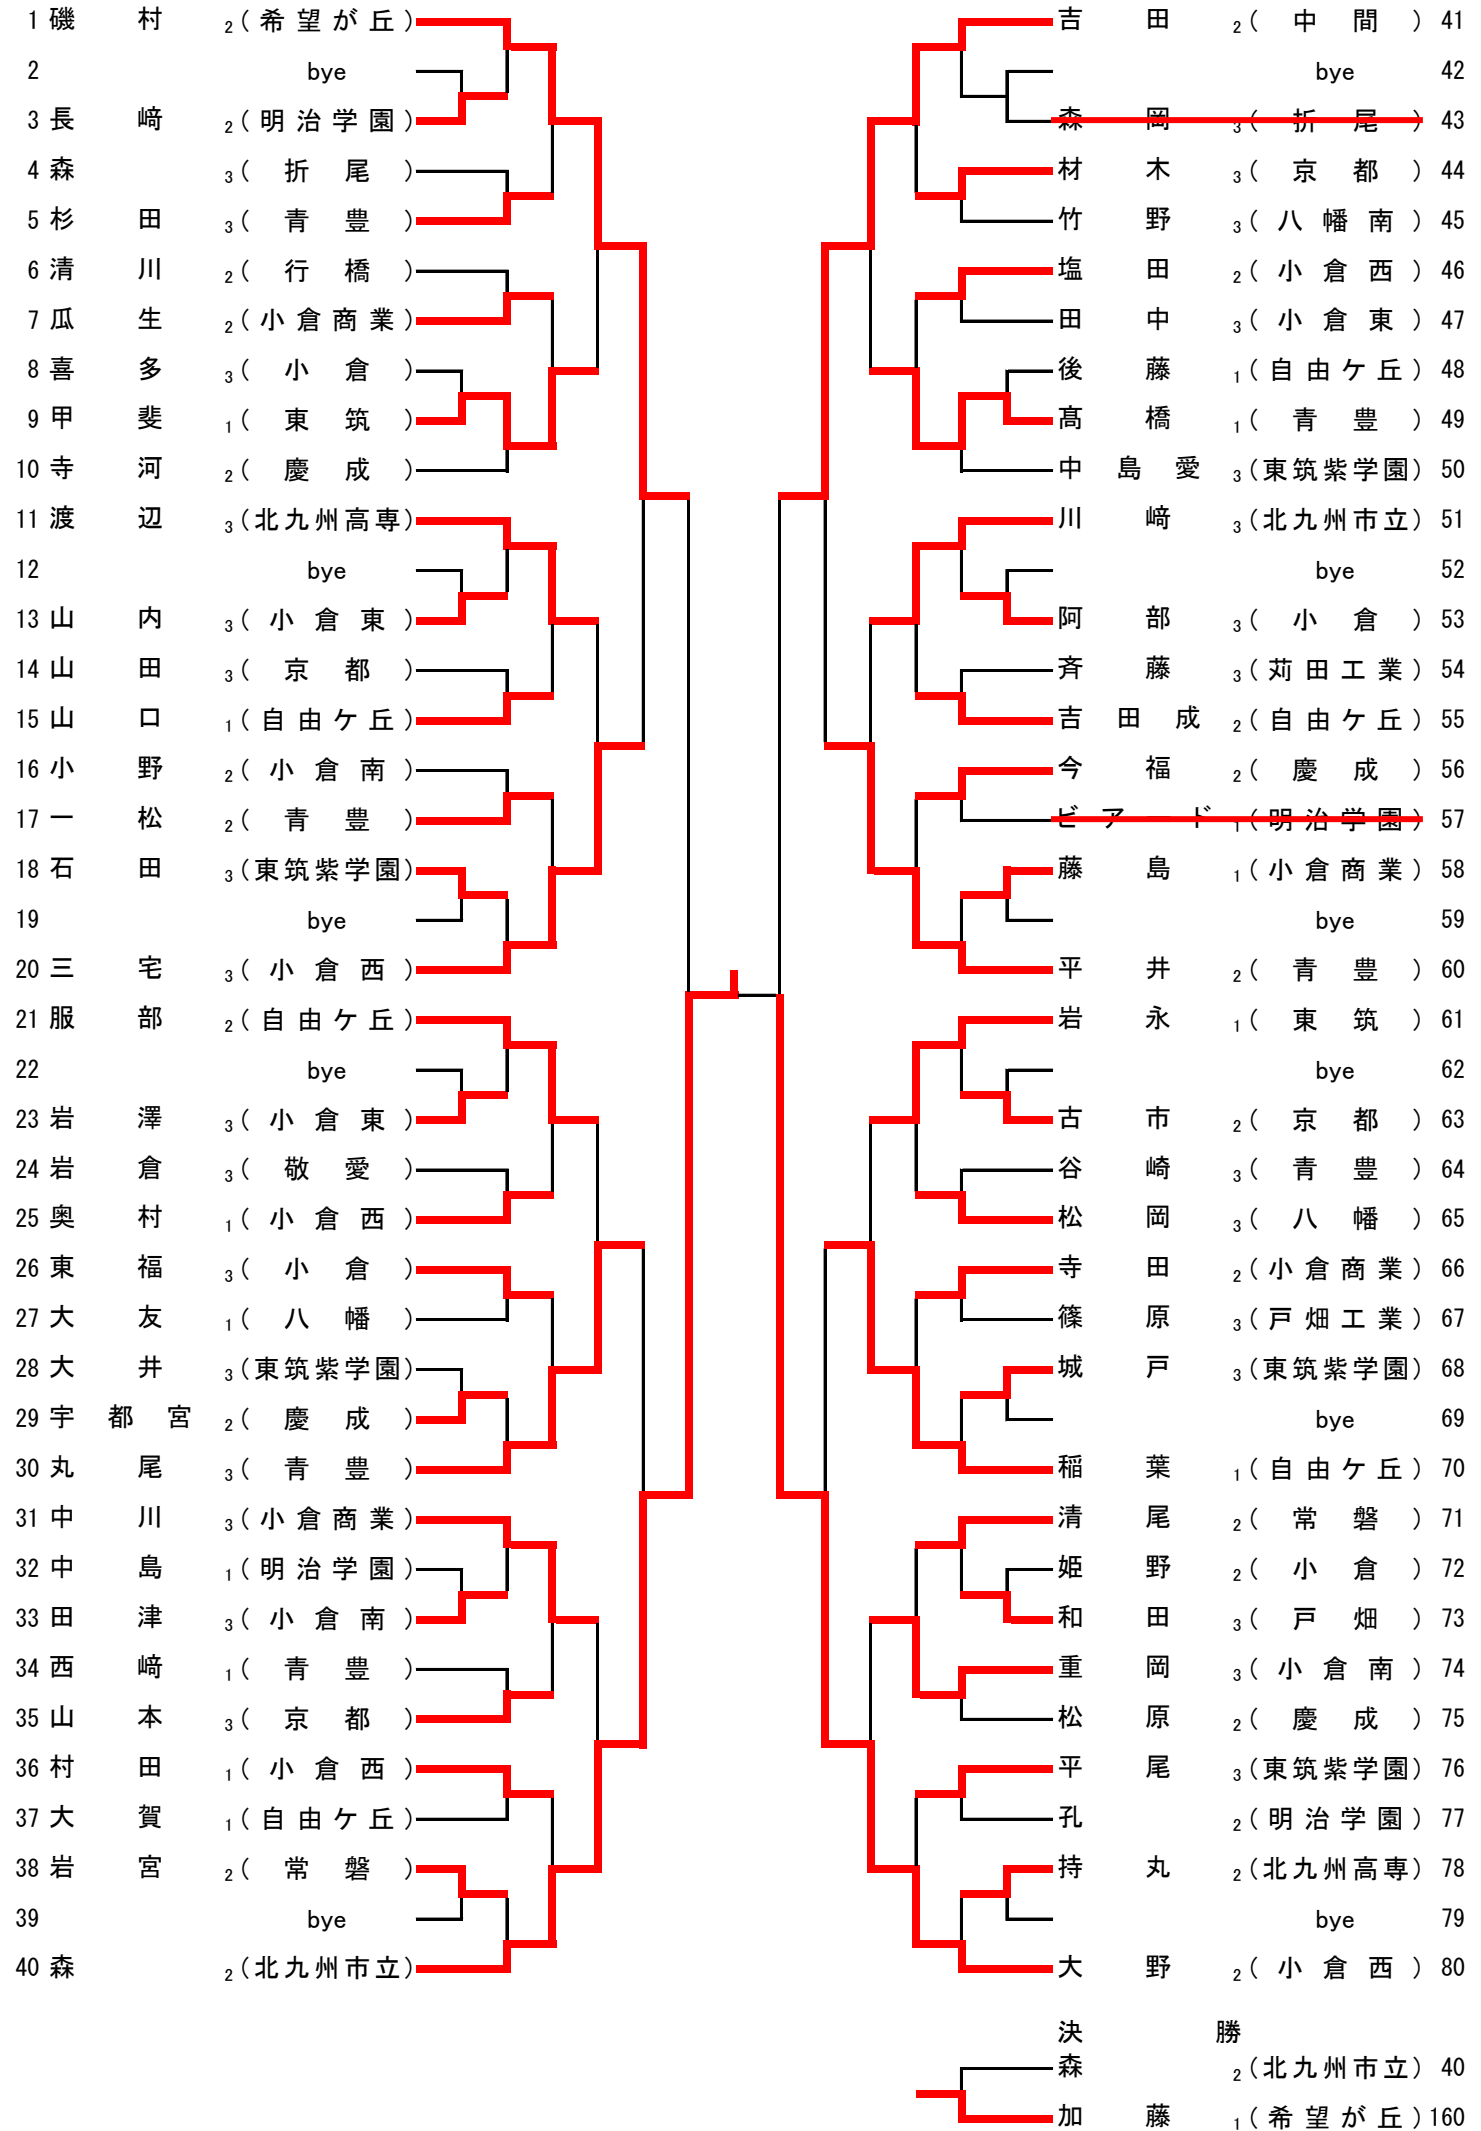 1 磯村 2(希望が丘)
2 bye
3 長﨑 2(明治学園)
4 森 3(折尾)
5 杉田 3(青豊)
6 清川 2(行橋)
7 瓜生 2(小倉商業)
8 喜多 3(小倉)
9 甲斐 1(東筑)
10 寺河 2(慶成)
11 渡辺 3(北九州高専)
12 bye
13 山内 3(小倉東)
14 山田 3(京都)
15 山口 1(自由ケ丘)
16 小野 2(小倉南)
17 一松 2(青豊)
18 石田 3(東筑紫学園)
19 bye
20 三宅 3(小倉西)
21 服部 2(自由ケ丘)
22 bye
23 岩澤 3(小倉東)
24 岩倉 3(敬愛)
25 奥村 1(小倉西)
26 東福 3(小倉)
27 大友 1(八幡)
28 大井 3(東筑紫学園)
29 宇都宮 2(慶成)
30 丸尾 3(青豊)
31 中川 3(小倉商業)
32 中島 1(明治学園)
33 田津 3(小倉南)
34 西﨑 1(青豊)
35 山本 3(京都)
36 村田 1(小倉西)
37 大賀 1(自由ケ丘)
38 岩宮 2(常磐)
39 bye
40 森 2(北九州市立)
吉田 2(中間) 41
bye 42
森岡 3(折尾) 43
材木 3(京都) 44
竹野 3(八幡南) 45
塩田 2(小倉西) 46
田中 3(小倉東) 47
後藤 1(自由ケ丘) 48
髙橋 1(青豊) 49
中島愛 3(東筑紫学園) 50
川﨑 3(北九州市立) 51
bye 52
阿部 3(小倉) 53
斉藤 3(苅田工業) 54
吉田成 2(自由ケ丘) 55
今福 2(慶成) 56
ビアード 1(明治学園) 57
藤島 1(小倉商業) 58
bye 59
平井 2(青豊) 60
岩永 1(東筑) 61
bye 62
古市 2(京都) 63
谷崎 3(青豊) 64
松岡 3(八幡) 65
寺田 2(小倉商業) 66
篠原 3(戸畑工業) 67
城戸 3(東筑紫学園) 68
bye 69
稲葉 1(自由ケ丘) 70
清尾 2(常磐) 71
姫野 2(小倉) 72
和田 3(戸畑) 73
重岡 3(小倉南) 74
松原 2(慶成) 75
平尾 3(東筑紫学園) 76
孔 2(明治学園) 77
持丸 2(北九州高専) 78
bye 79
大野 2(小倉西) 80
決勝
森 2(北九州市立) 40
加藤 1(希望が丘) 160